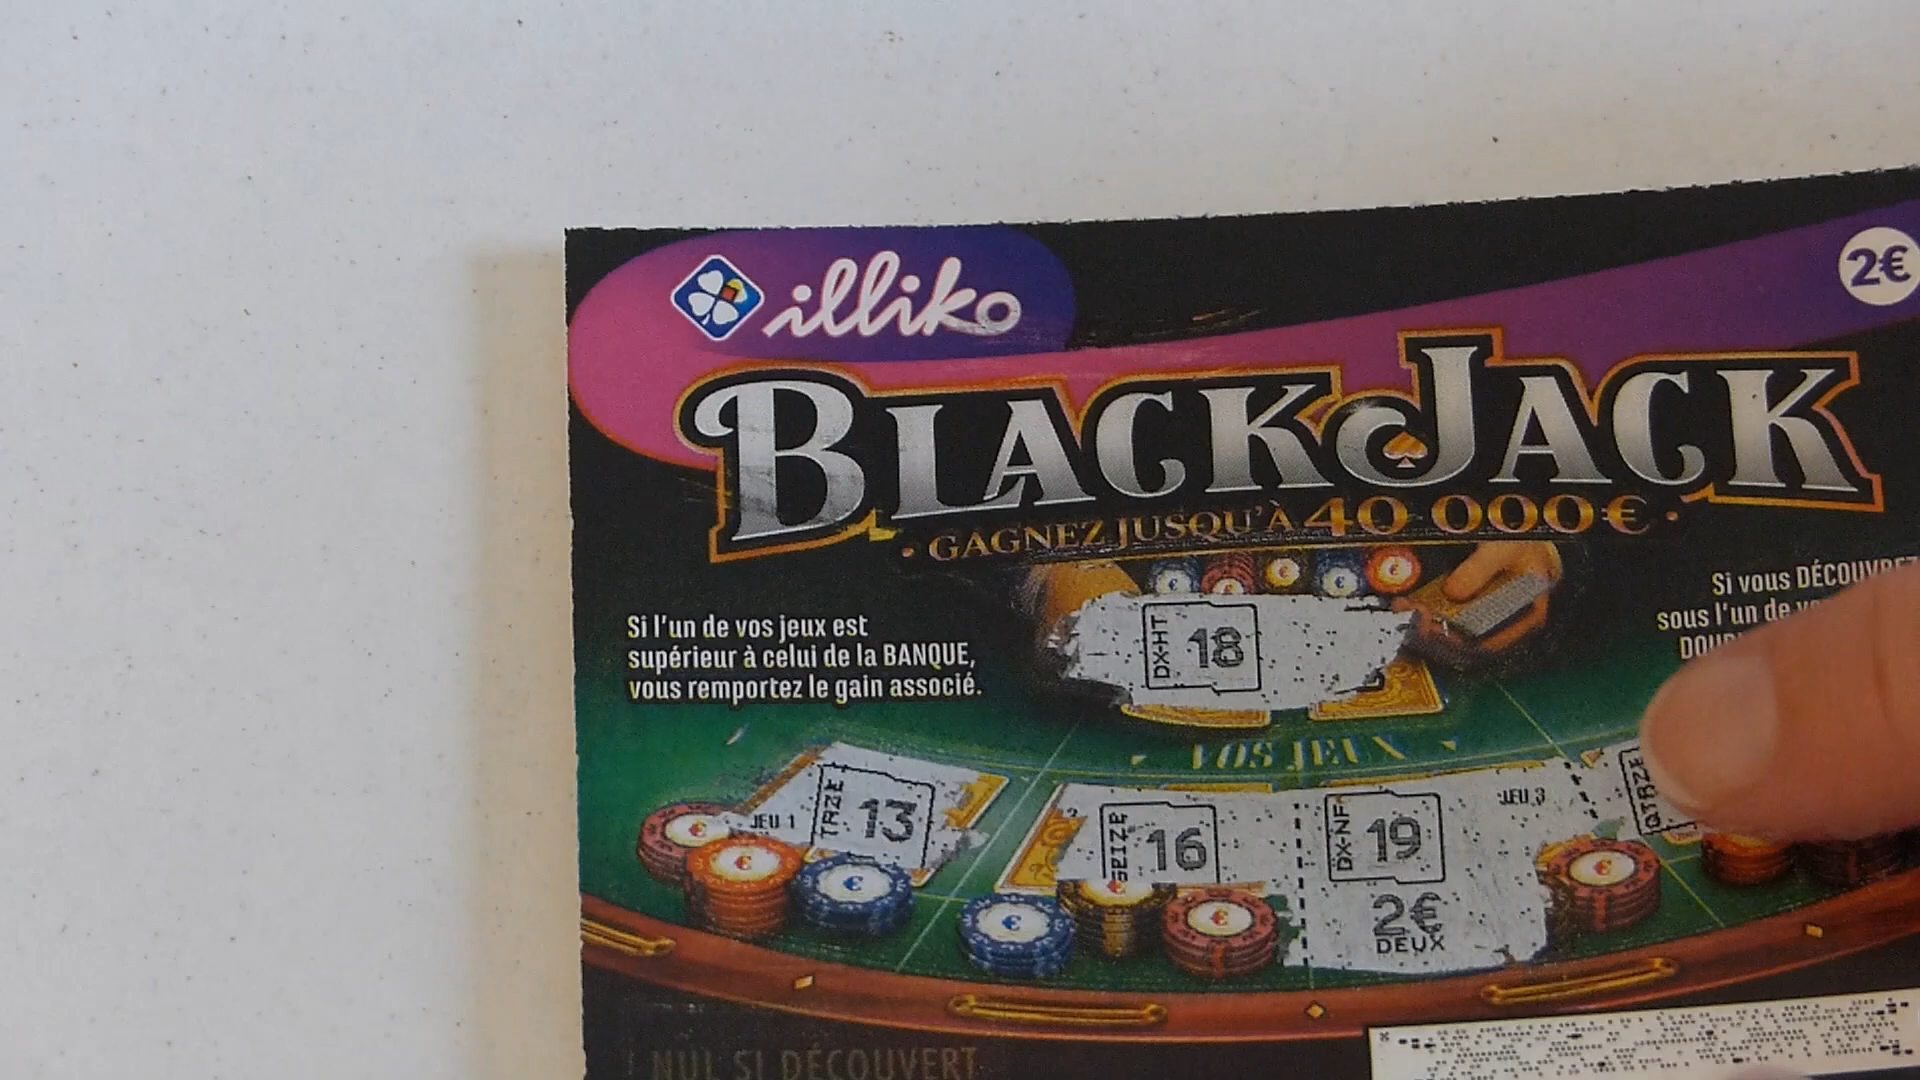 illiko
2€
BLACKJACK
• GAGNEZ JUSQU'À 40 000€ •
Si l'un de vos jeux est
supérieur à celui de la BANQUE,
vous remportez le gain associé.
Si vous DÉCOUVREZ
sous l'un de
DX-HT 18
VOS JEUX
JEU 1 TRZE 13
SEIZE 16
DX-NF 19
JEU 3
QTRZE
2€
DEUX
NUL SI DÉCOUVERT